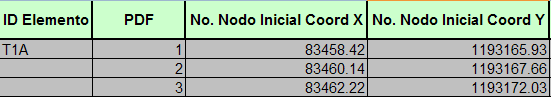 ID Elemento PDF No. Nodo Inicial Coord X No. Nodo Inicial Coord Y
T1A 1 83458.42 1193165.93
2 83460.14 1193167.66
3 83462.22 1193172.03